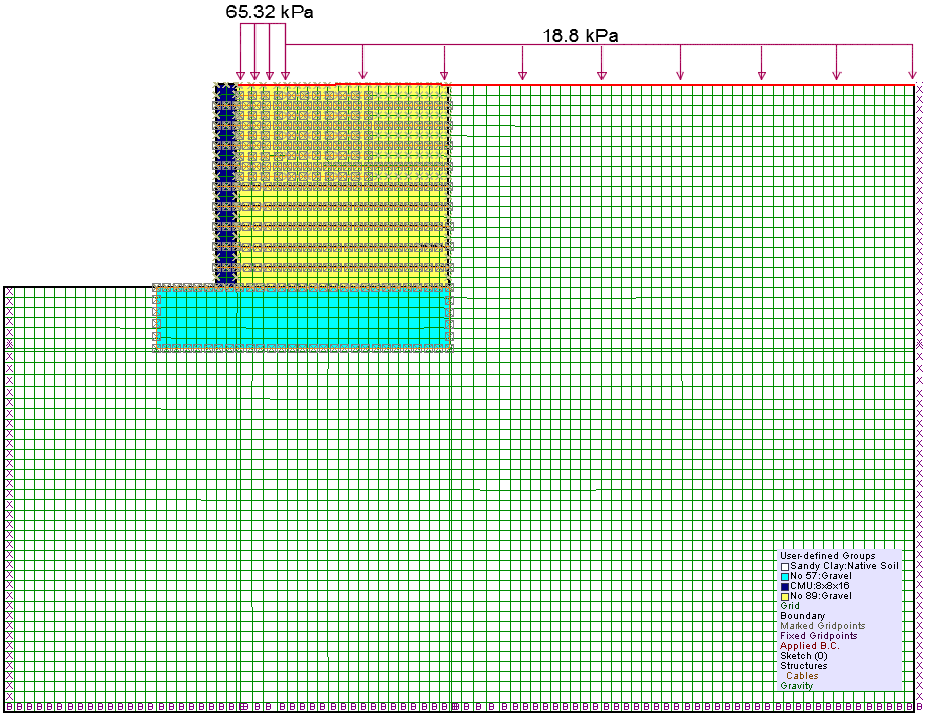 65.32 kPa
18.8 kPa
User-defined Groups
Sandy Clay:Native Soil
No 57:Gravel
CMU:8x8x16
No 89:Gravel
Grid
Boundary
Marked Gridpoints
Fixed Gridpoints
Applied B.C.
Sketch (0)
Structures
Cables
Gravity